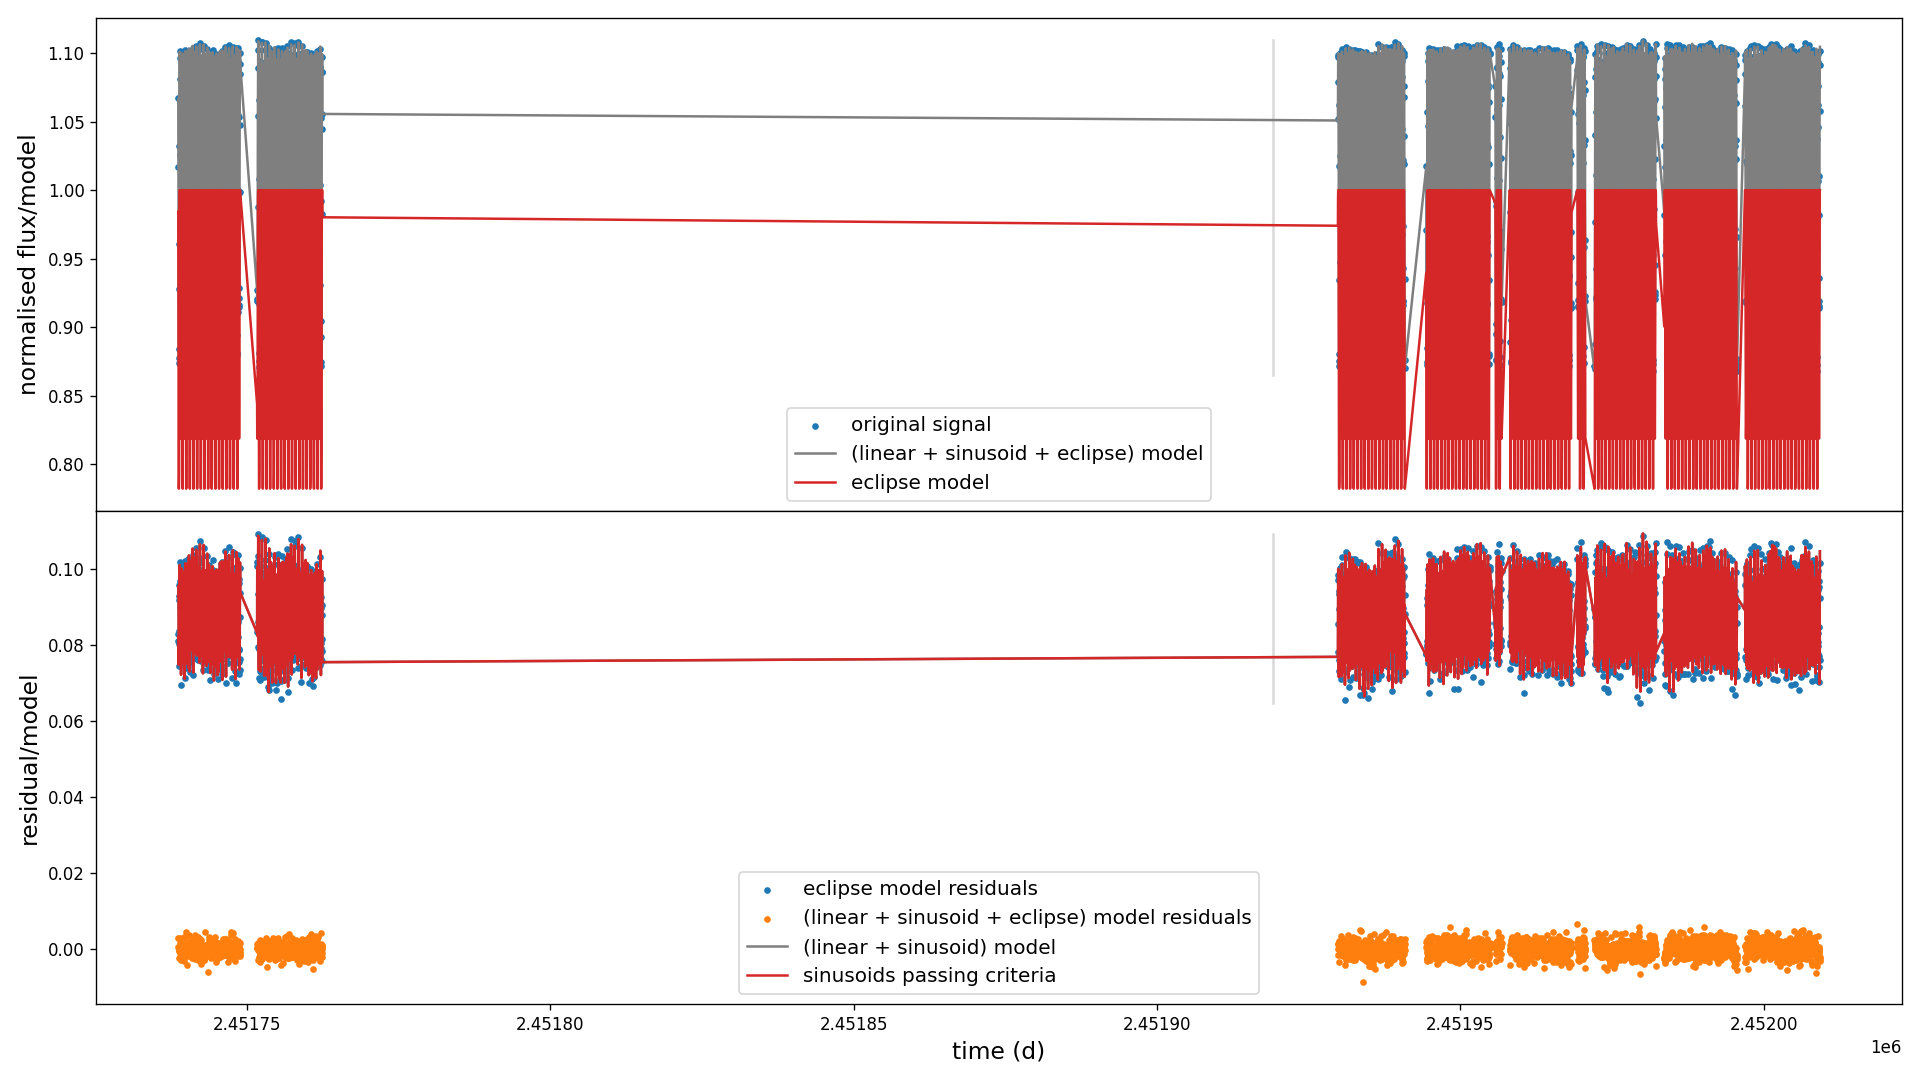 normalised flux/model
1.10
1.05
1.00
0.95
0.90
0.85
0.80
original signal
(linear + sinusoid + eclipse) model
eclipse model
residual/model
0.10
0.08
0.06
0.04
0.02
0.00
eclipse model residuals
(linear + sinusoid + eclipse) model residuals
(linear + sinusoid) model
sinusoids passing criteria
2.45175
2.45180
2.45185
2.45190
2.45195
2.45200
time (d)
1e6